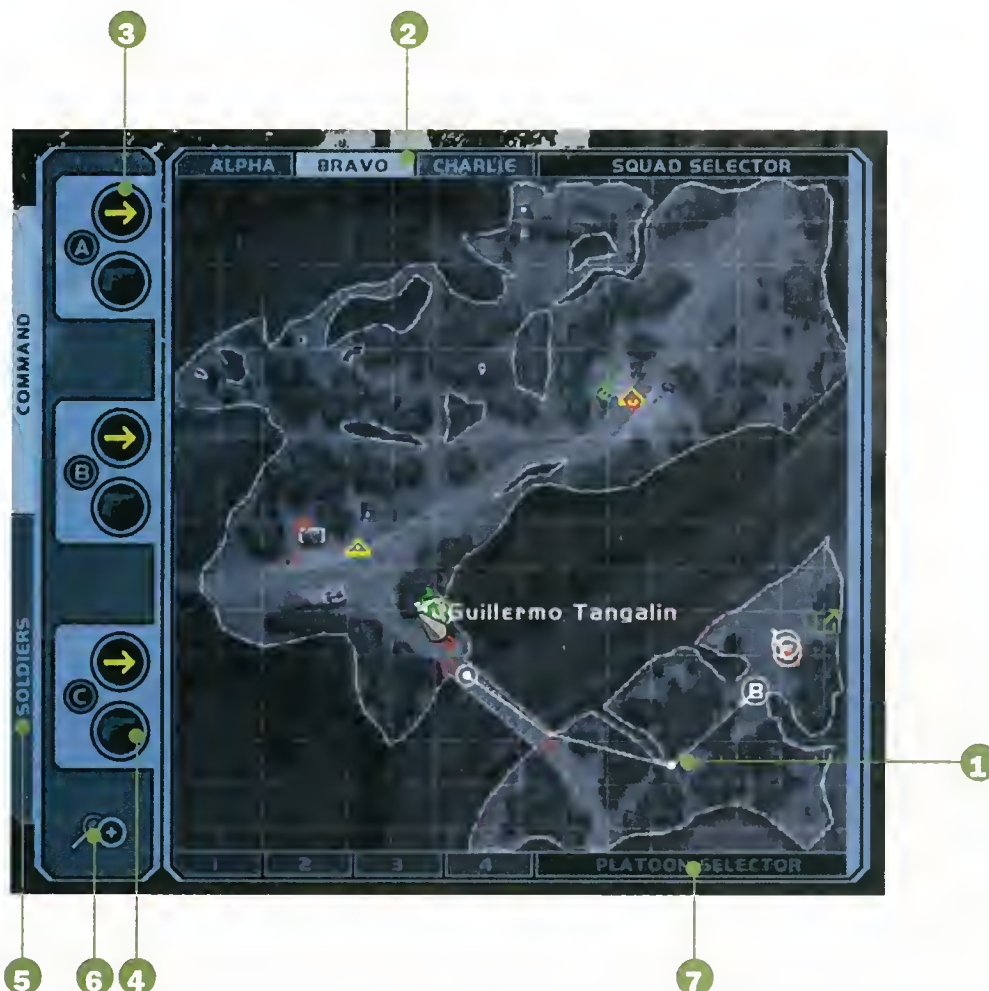 3
2
ALPHA
BRAVO
CHARLIE
SQUAD SELECTOR
A
COMMAND
B
Guillermo Tangalin
B
SOLDIERS
C
1
1
2
3
4
PLATOON SELECTOR
5
6
4
7